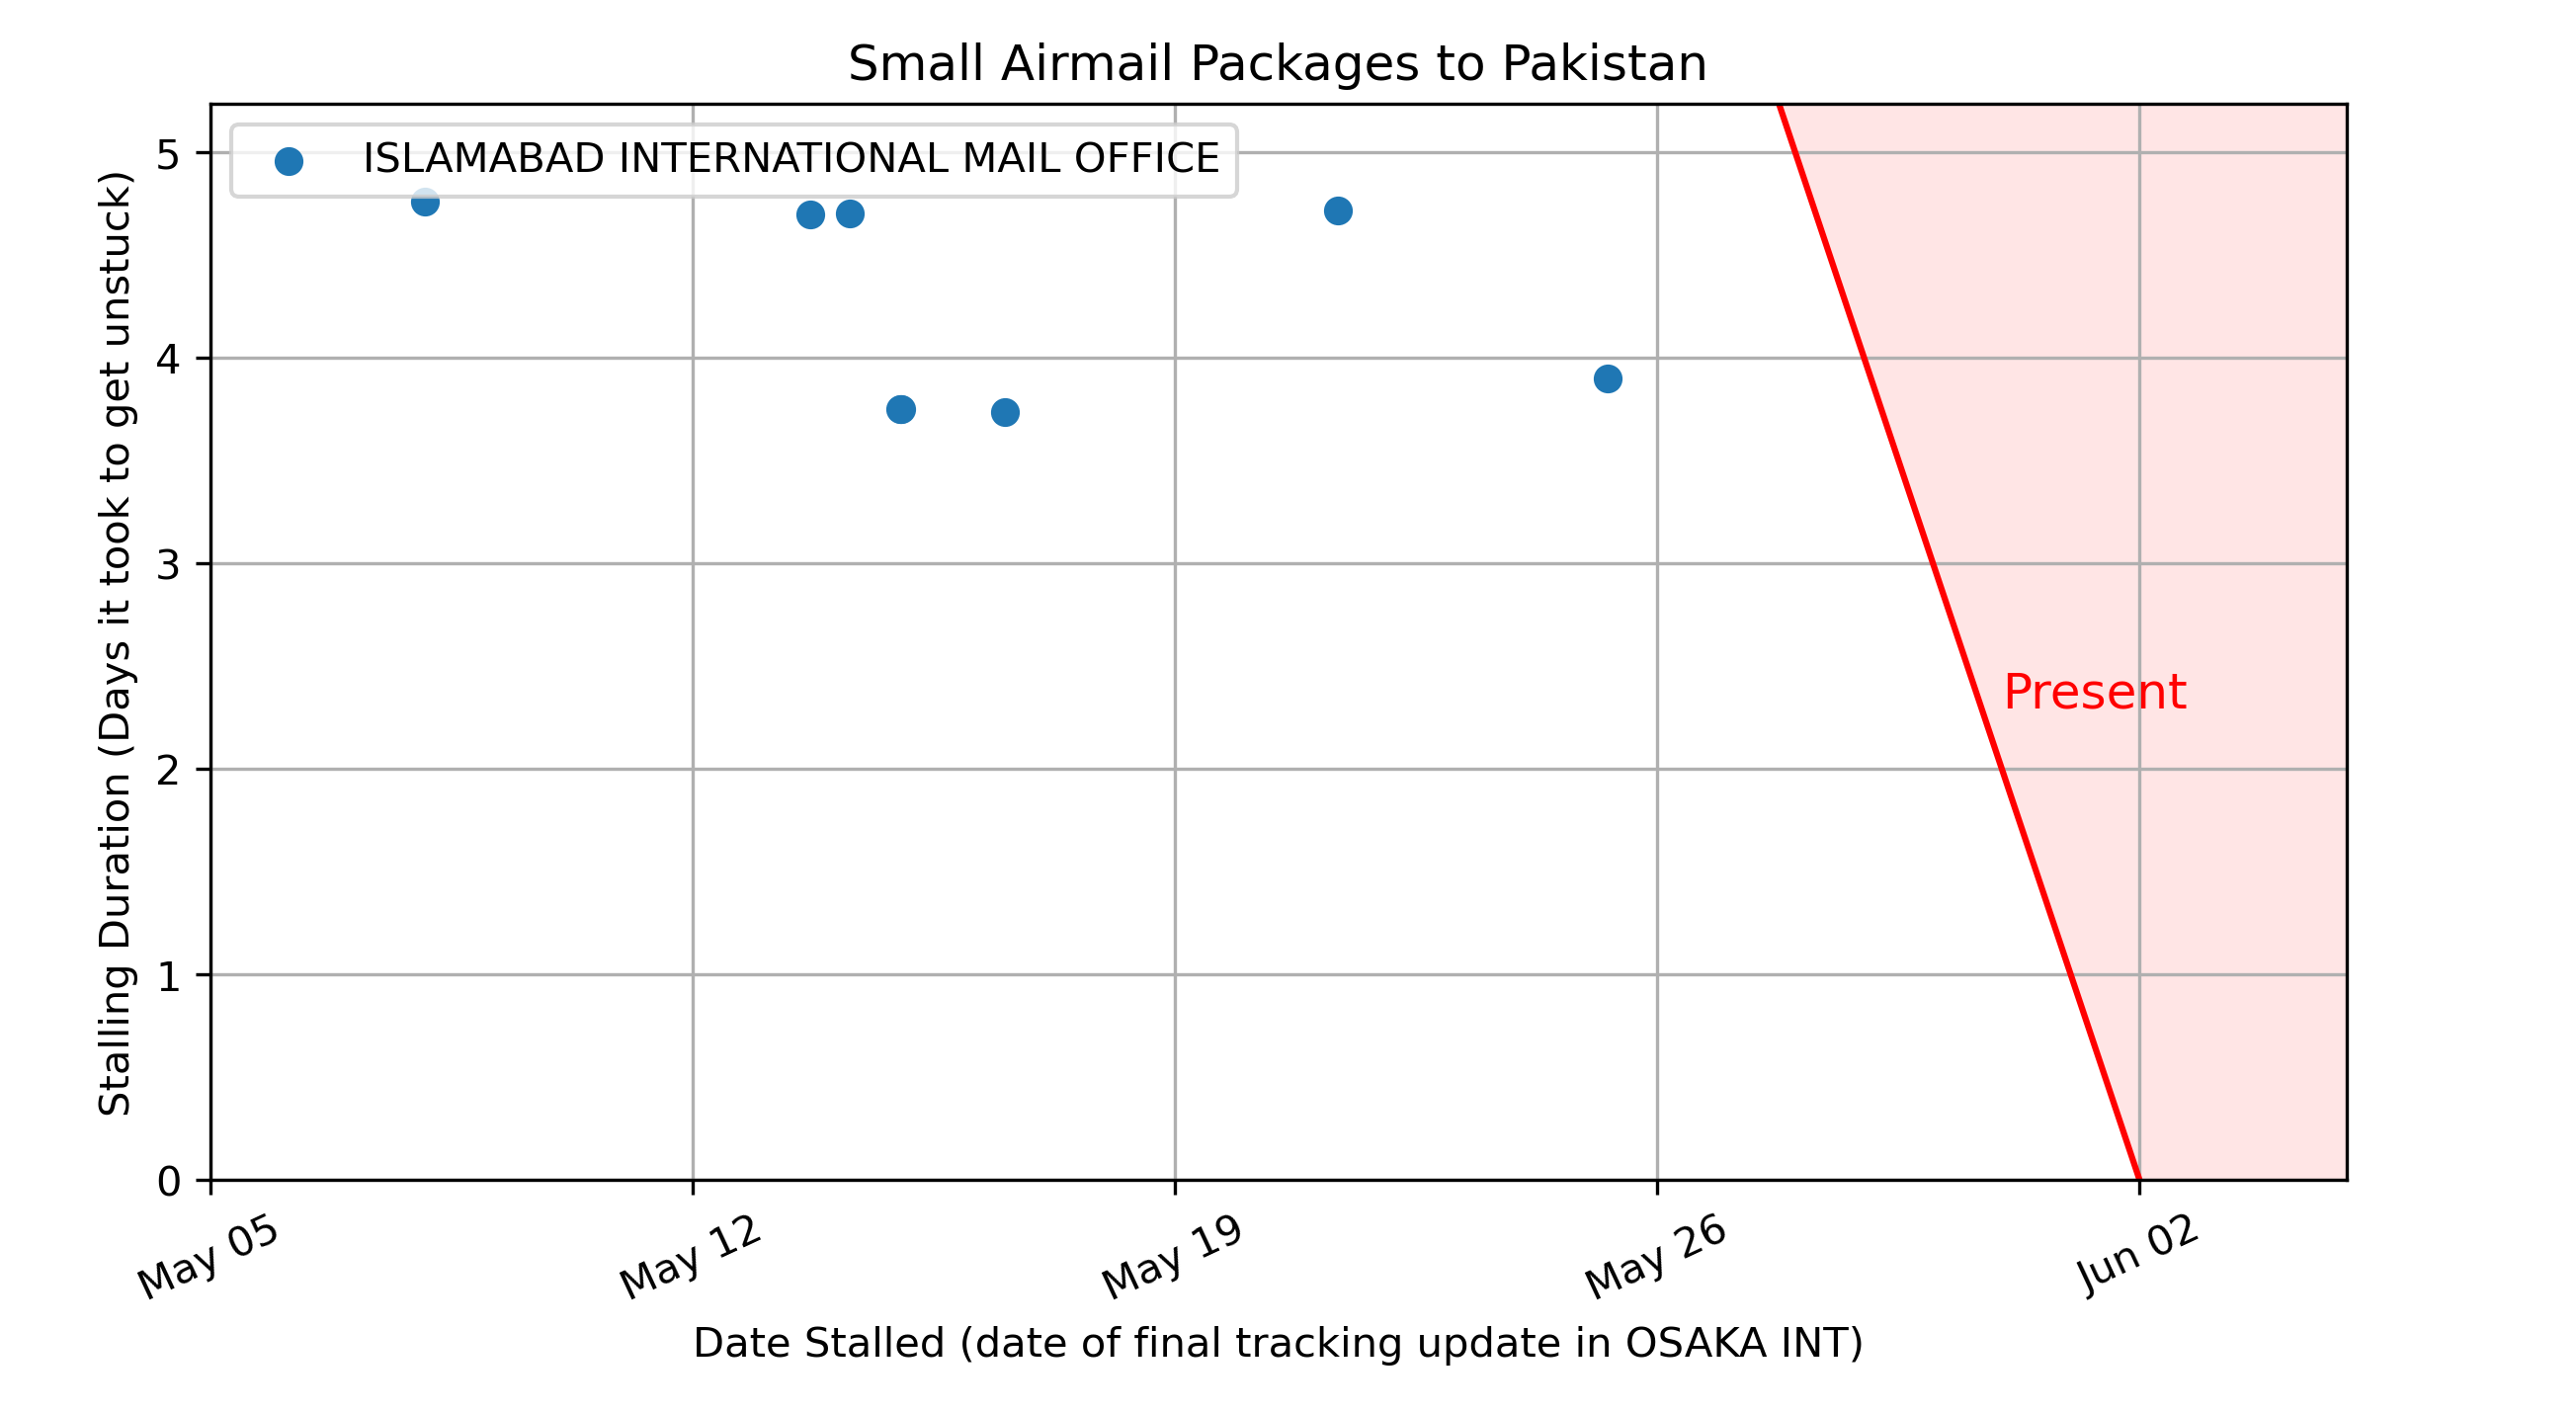 Small Airmail Packages to Pakistan
ISLAMABAD INTERNATIONAL MAIL OFFICE
Stalling Duration (Days it took to get unstuck)
5
4
3
2
1
0
Present
May 05
May 12
May 19
May 26
Jun 02
Date Stalled (date of final tracking update in OSAKA INT)